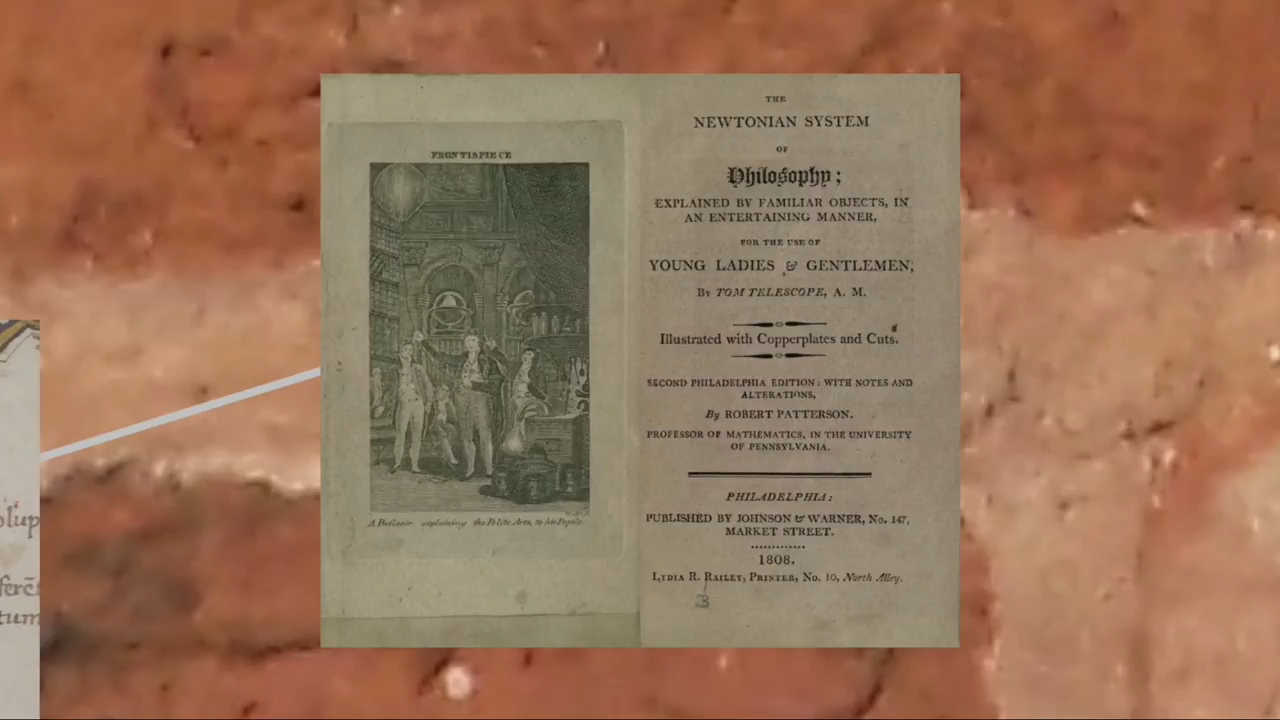 FRONTISPIECE
A Professor explaining the Polite Arts, to his Pupils.
THE
NEWTONIAN SYSTEM
OF
Philosophy;
EXPLAINED BY FAMILIAR OBJECTS, IN
AN ENTERTAINING MANNER,
FOR THE USE OF
YOUNG LADIES & GENTLEMEN,
By TOM TELESCOPE, A. M.
Illustrated with Copperplates and Cuts.
SECOND PHILADELPHIA EDITION: WITH NOTES AND
ALTERATIONS,
By ROBERT PATTERSON.
PROFESSOR OF MATHEMATICS, IN THE UNIVERSITY
OF PENNSYLVANIA.
PHILADELPHIA:
PUBLISHED BY JOHNSON & WARNER, No. 147,
MARKET STREET.
1808.
LYDIA R. BAILEY, PRINTER, No. 10, North Alley.
3